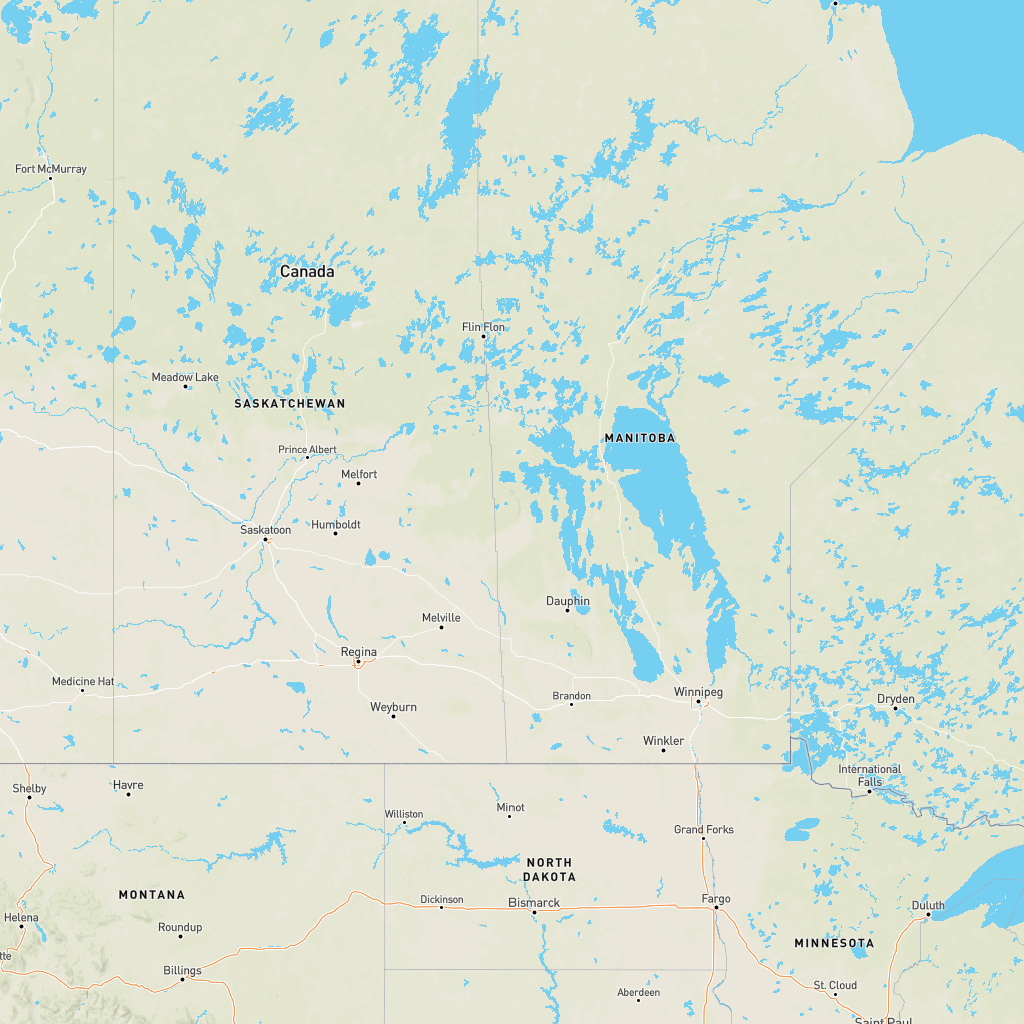 Fort McMurray
Canada
Flin Flon
Meadow Lake
SASKATCHEWAN
MANITOBA
Prince Albert
Melfort
Saskatoon
Humboldt
Dauphin
Melville
Regina
Medicine Hat
Brandon
Winnipeg
Dryden
Weyburn
Winkler
International
Falls
Shelby
Havre
Minot
Williston
Grand Forks
NORTH
DAKOTA
MONTANA
Dickinson
Bismarck
Fargo
Duluth
Helena
Roundup
MINNESOTA
tte
Billings
St. Cloud
Aberdeen
Saint Paul